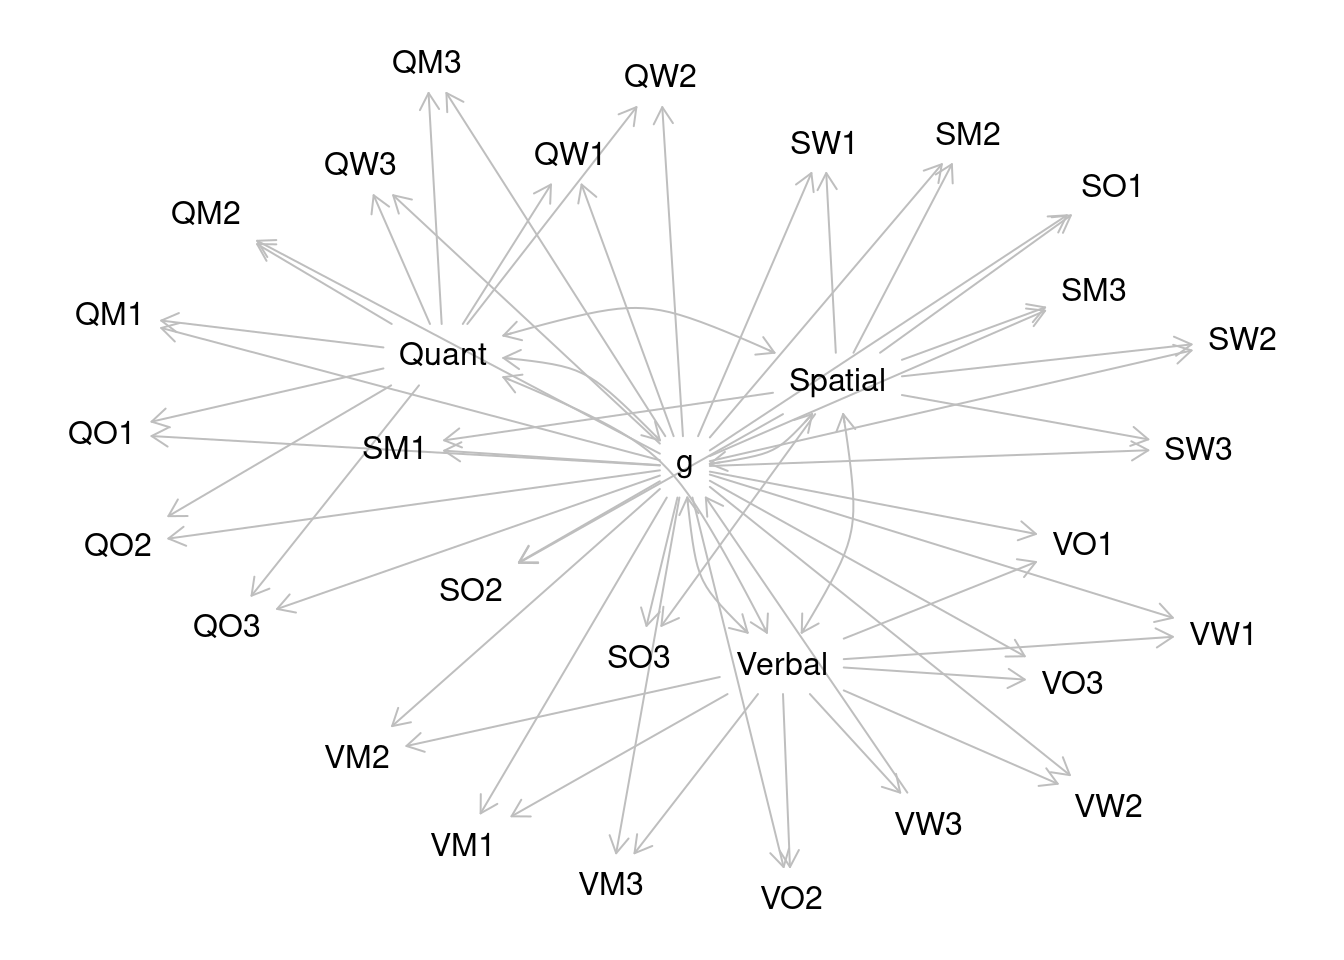 QM3
QW2
SM2
SW1
QW1
QW3
SO1
QM2
SM3
QM1
SW2
Quant
Spatial
QO1
SM1
SW3
g
QO2
VO1
SO2
QO3
VW1
SO3
Verbal
VO3
VM2
VW2
VW3
VM1
VM3
VO2